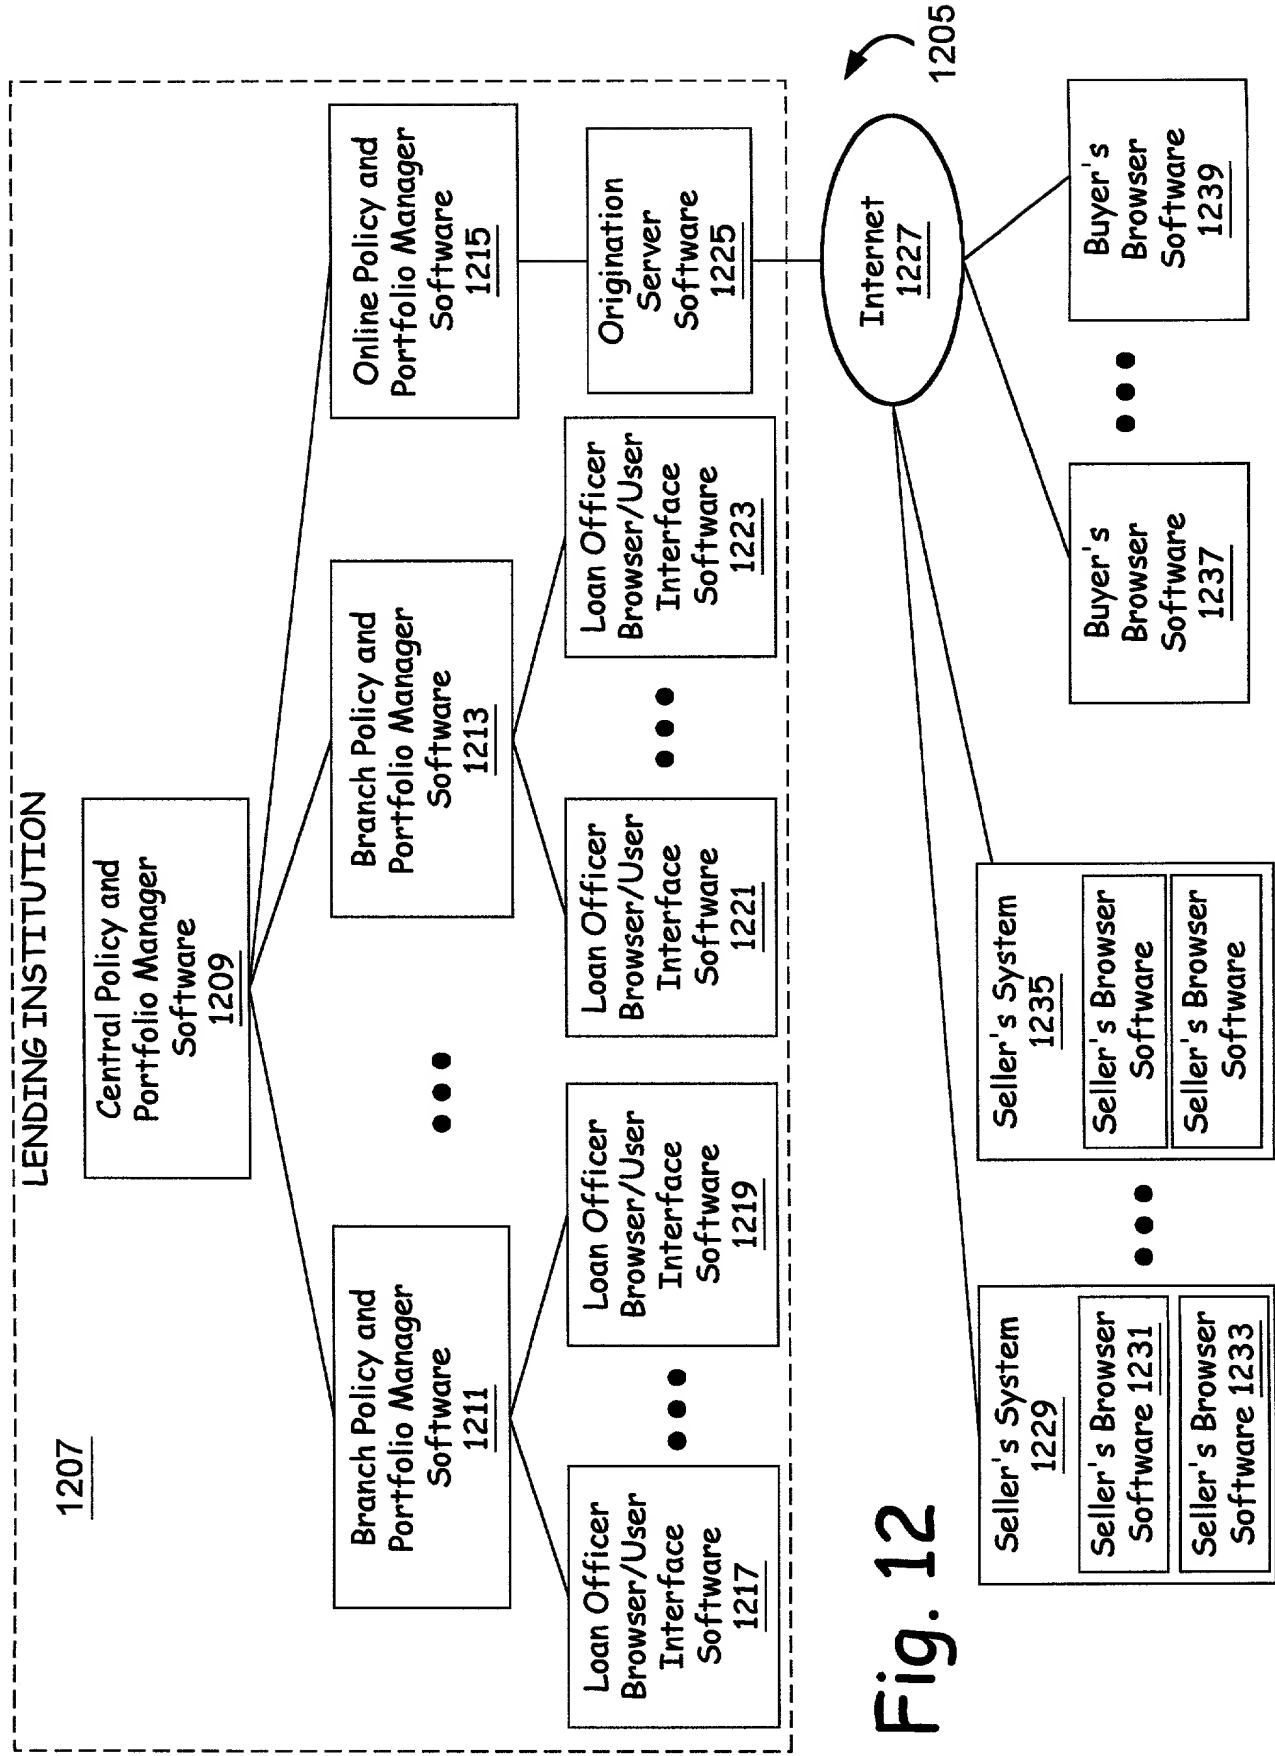 1207
LENDING INSTITUTION
Central Policy and
Portfolio Manager
Software
1209
Branch Policy and
Portfolio Manager
Software
1211
Branch Policy and
Portfolio Manager
Software
1213
Online Policy and
Portfolio Manager
Software
1215
Loan Officer
Browser/User
Interface
Software
1217
Loan Officer
Browser/User
Interface
Software
1219
Loan Officer
Browser/User
Interface
Software
1221
Loan Officer
Browser/User
Interface
Software
1223
Origination
Server
Software
1225
Internet
1227
1205
Seller's System
1229
Seller's Browser
Software 1231
Seller's Browser
Software 1233
Seller's System
1235
Seller's Browser
Software
Seller's Browser
Software
Buyer's
Browser
Software
1237
Buyer's
Browser
Software
1239
Fig. 12